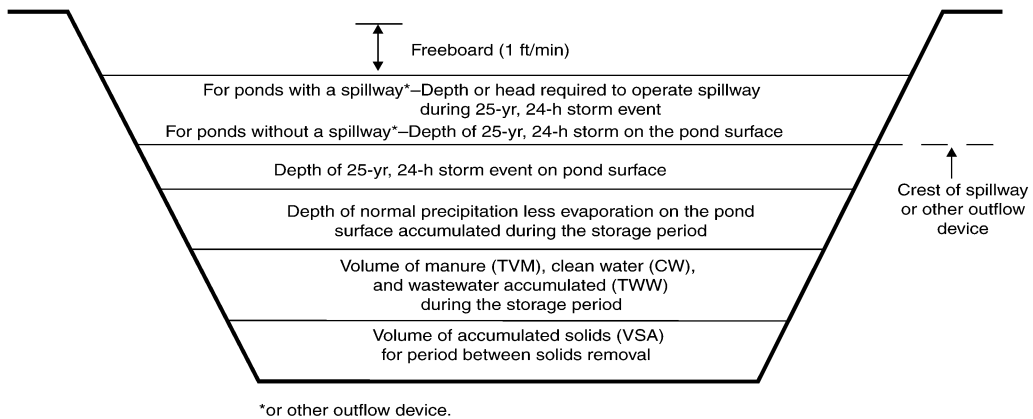 Freeboard (1 ft/min)
For ponds with a spillway*–Depth or head required to operate spillway
during 25-yr, 24-h storm event
For ponds without a spillway*–Depth of 25-yr, 24-h storm on the pond surface
Depth of 25-yr, 24-h storm event on pond surface
Crest of spillway
or other outflow
device
Depth of normal precipitation less evaporation on the pond
surface accumulated during the storage period
Volume of manure (TVM), clean water (CW),
and wastewater accumulated (TWW)
during the storage period
Volume of accumulated solids (VSA)
for period between solids removal
*or other outflow device.